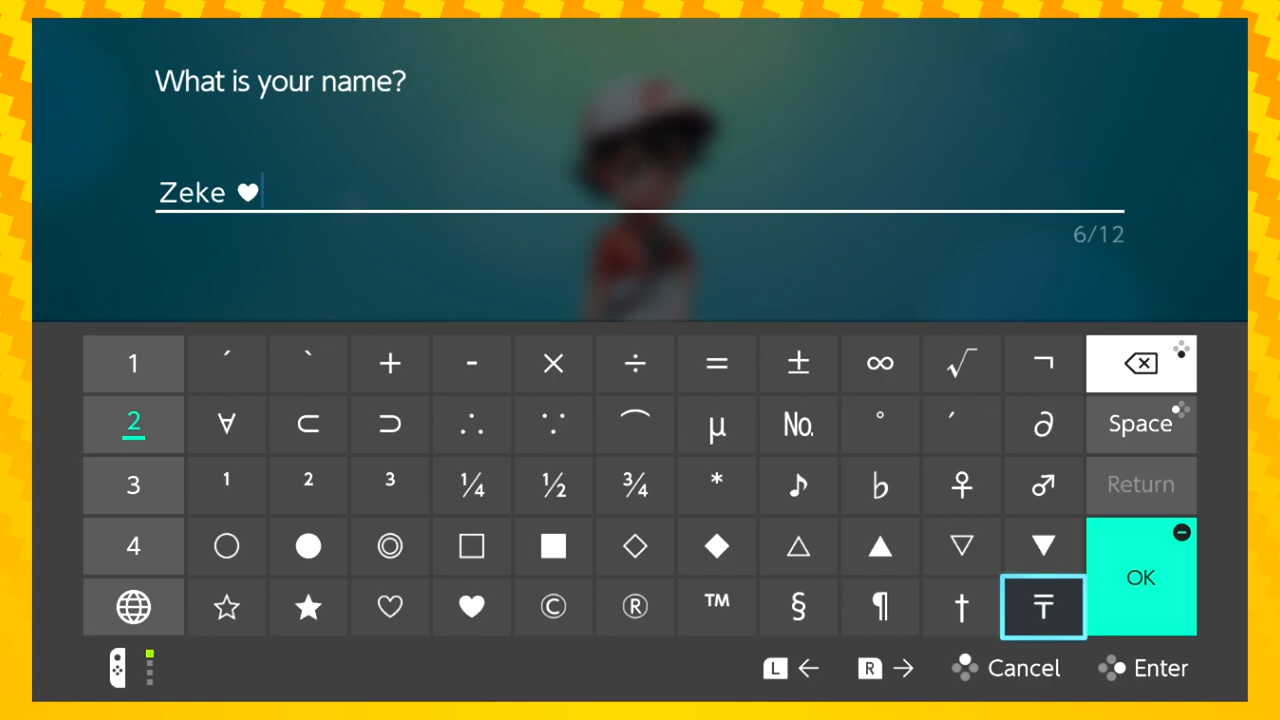 What is your name?
Zeke ♥
6/12
1 ´ ` + - × ÷ = ± ∞ √ ¬
2 ∀ ⊂ ⊃ ∴ ∵ ⌒ µ № ° ′ ∂ Space
3 ¹ ² ³ ¼ ½ ¾ * ♪ ♭ ♀ ♂ Return
4 ○ ● ◎ □ ■ ◇ ◆ △ ▲ ▽ ▼
OK
☆ ★ ♡ ♥ © ® ™ § ¶ † 〒
L ← R → Cancel Enter